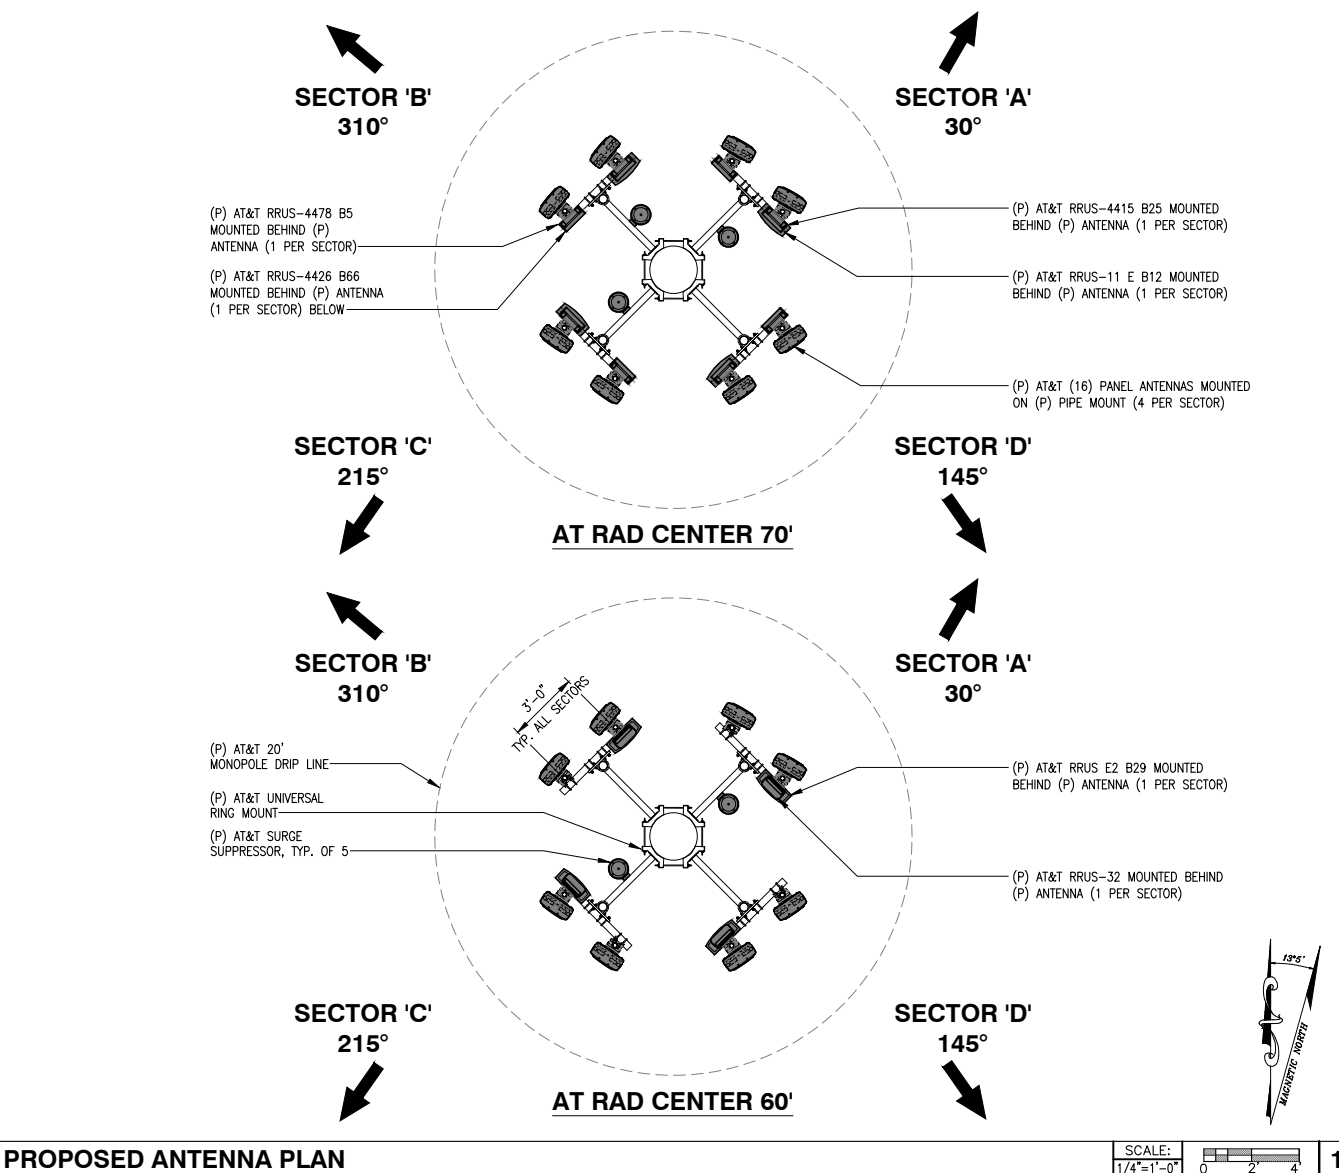 SECTOR 'B'
310°
SECTOR 'A'
30°
(P) AT&T RRUS-4478 B5
MOUNTED BEHIND (P)
ANTENNA (1 PER SECTOR)
(P) AT&T RRUS-4426 B66
MOUNTED BEHIND (P) ANTENNA
(1 PER SECTOR) BELOW
(P) AT&T RRUS-4415 B25 MOUNTED
BEHIND (P) ANTENNA (1 PER SECTOR)
(P) AT&T RRUS-11 E B12 MOUNTED
BEHIND (P) ANTENNA (1 PER SECTOR)
(P) AT&T (16) PANEL ANTENNAS MOUNTED
ON (P) PIPE MOUNT (4 PER SECTOR)
SECTOR 'C'
215°
SECTOR 'D'
145°
AT RAD CENTER 70'
SECTOR 'B'
310°
SECTOR 'A'
30°
3'-0"
TYP. ALL SECTORS
(P) AT&T 20'
MONOPOLE DRIP LINE
(P) AT&T UNIVERSAL
RING MOUNT
(P) AT&T SURGE
SUPPRESSOR, TYP. OF 5
(P) AT&T RRUS E2 B29 MOUNTED
BEHIND (P) ANTENNA (1 PER SECTOR)
(P) AT&T RRUS-32 MOUNTED BEHIND
(P) ANTENNA (1 PER SECTOR)
SECTOR 'C'
215°
SECTOR 'D'
145°
AT RAD CENTER 60'
13°5'
MAGNETIC NORTH
PROPOSED ANTENNA PLAN
SCALE:
1/4"=1'-0"
0 2' 4'
1